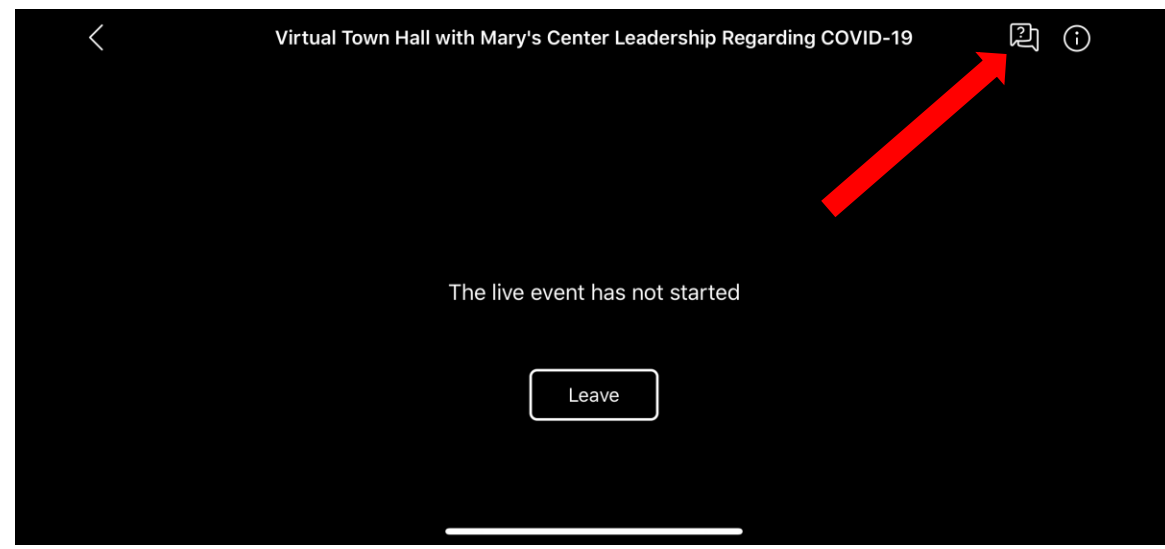 Virtual Town Hall with Mary's Center Leadership Regarding COVID-19
The live event has not started
Leave